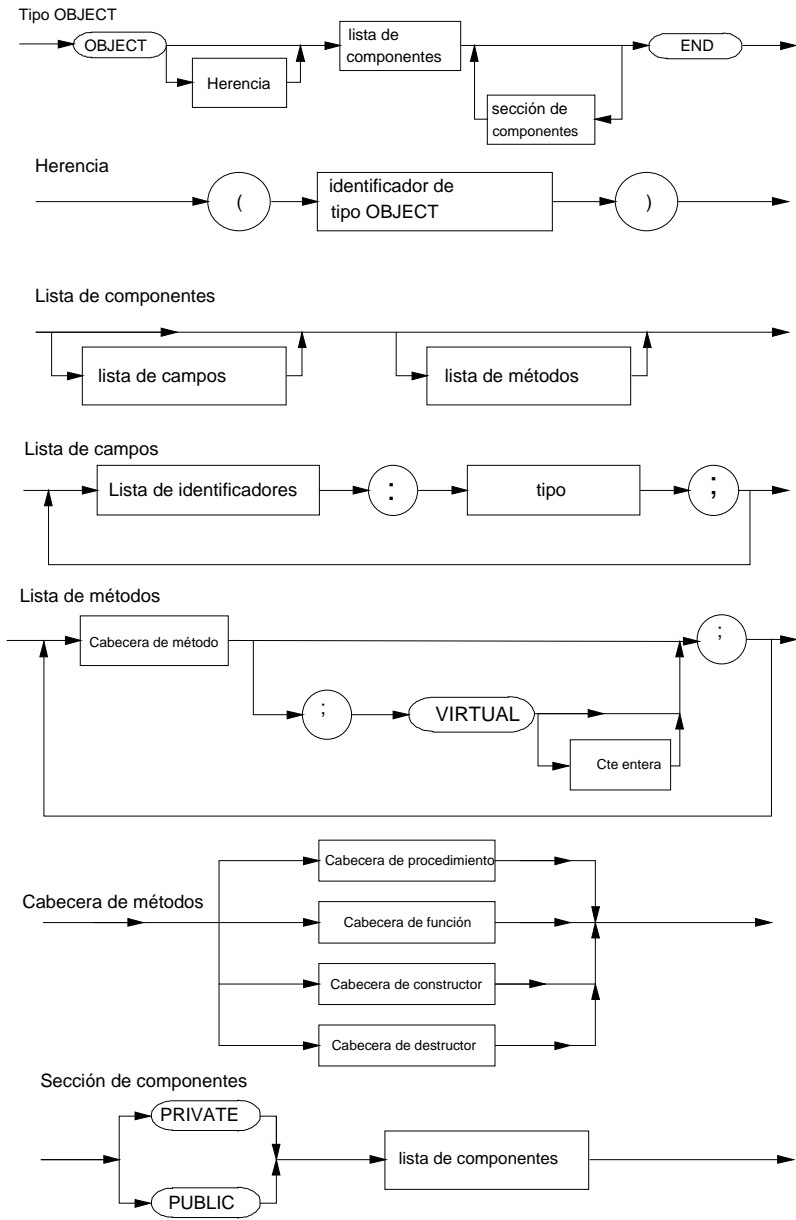 Tipo OBJECT
OBJECT
Herencia
lista de
componentes
sección de
componentes
END
Herencia
(
identificador de
tipo OBJECT
)
Lista de componentes
lista de campos
lista de métodos
Lista de campos
Lista de identificadores
:
tipo
;
Lista de métodos
Cabecera de método
;
VIRTUAL
Cte entera
;
Cabecera de métodos
Cabecera de procedimiento
Cabecera de función
Cabecera de constructor
Cabecera de destructor
Sección de componentes
PRIVATE
PUBLIC
lista de componentes